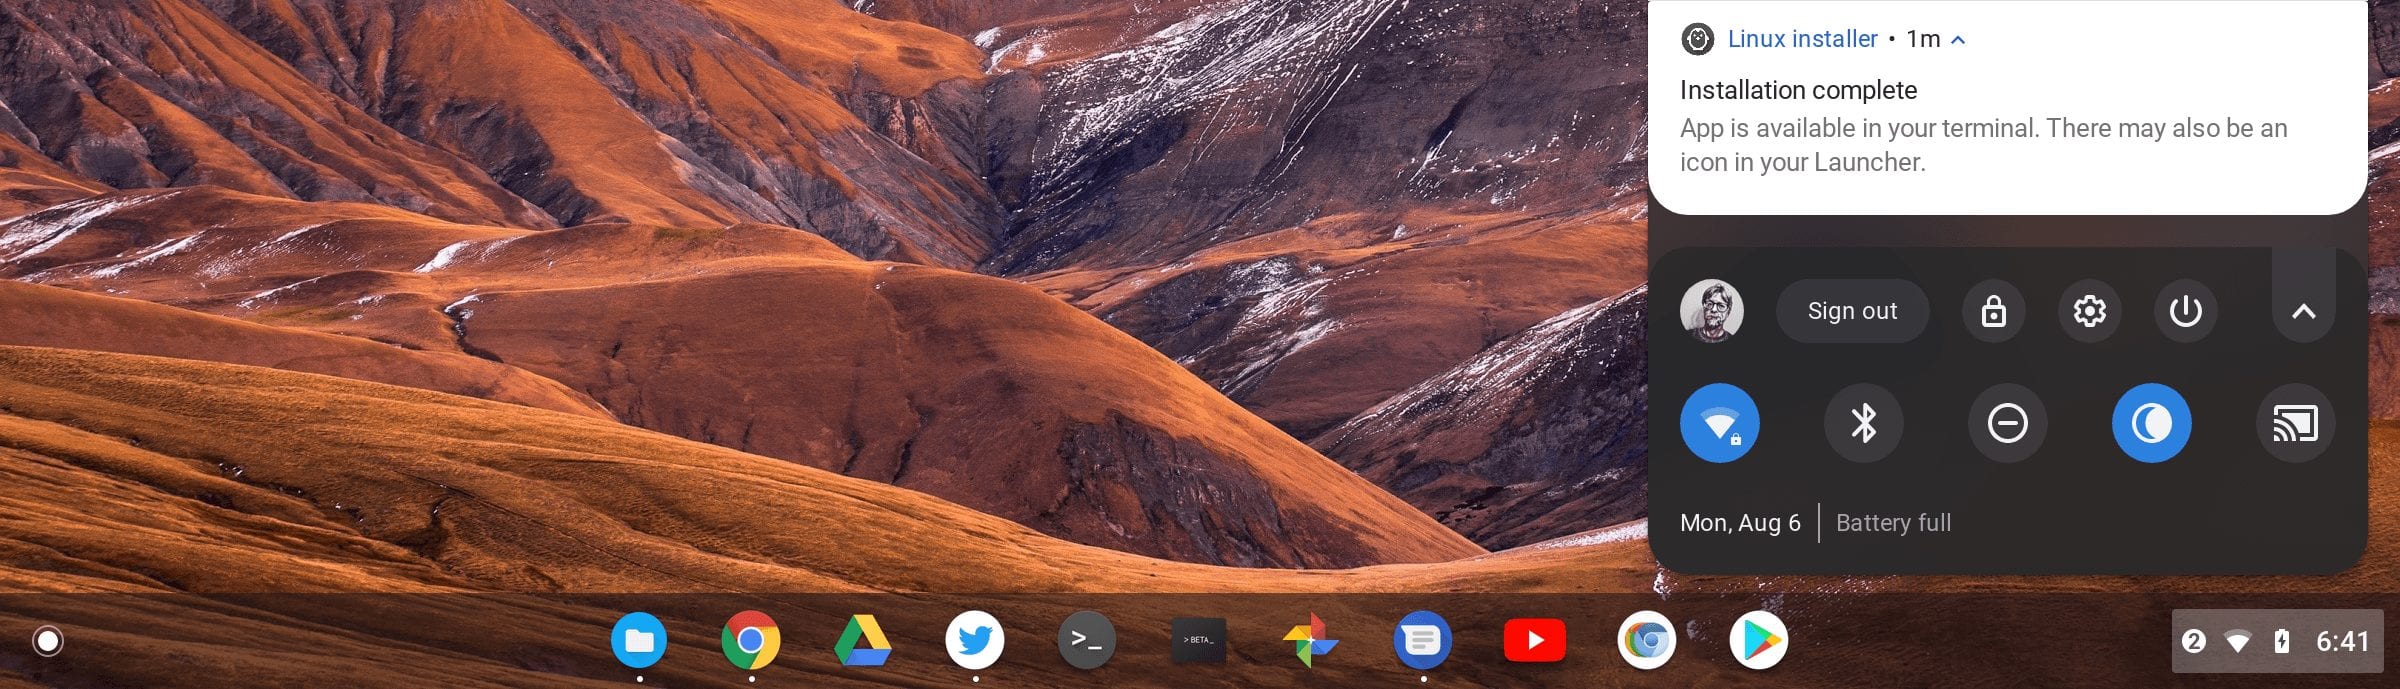 Linux installer • 1m
Installation complete
App is available in your terminal. There may also be an
icon in your Launcher.
Sign out
Mon, Aug 6 | Battery full
>_
> BETA_
2
6:41